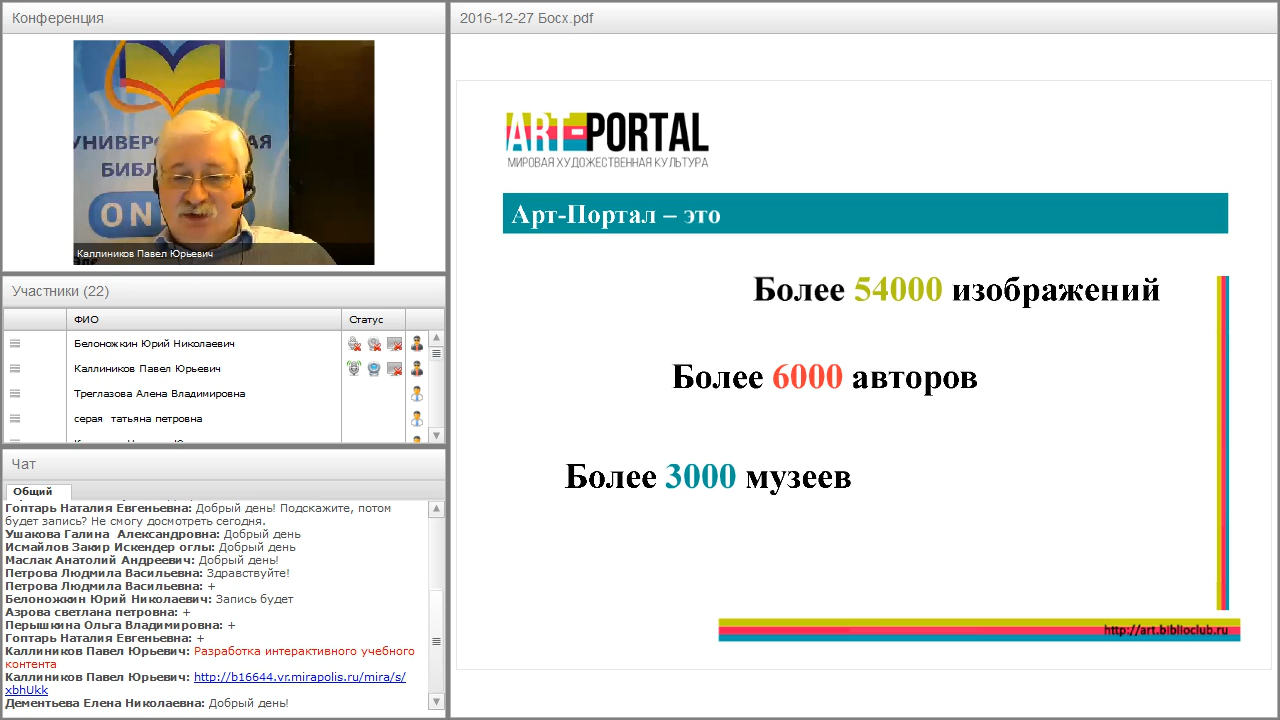 Конференция
УНИВЕР
АЯ
БИБЛ
ON
Каллиников Павел Юрьевич
Участники (22)
ФИО
Статус
Белоножкин Юрий Николаевич
Каллиников Павел Юрьевич
Треглазова Алена Владимировна
серая татьяна петровна
Чат
Общий
Гоптарь Наталия Евгеньевна: Добрый день! Подскажите, потом
будет запись? Не смогу досмотреть сегодня.
Ушакова Галина Александровна: Добрый день
Исмайлов Закир Искендер оглы: Добрый день
Маслак Анатолий Андреевич: Добрый день!
Петрова Людмила Васильевна: Здравствуйте!
Петрова Людмила Васильевна: +
Белоножкин Юрий Николаевич: Запись будет
Азрова светлана петровна: +
Перышкина Ольга Владимировна: +
Гоптарь Наталия Евгеньевна: +
Каллиников Павел Юрьевич: Разработка интерактивного учебного
контента
Каллиников Павел Юрьевич: http://b16644.vr.mirapolis.ru/mira/s/
xbhUkk
Дементьева Елена Николаевна: Добрый день!
2016-12-27 Босх.pdf
ART-PORTAL
МИРОВАЯ ХУДОЖЕСТВЕННАЯ КУЛЬТУРА
Арт-Портал – это
Более 54000 изображений
Более 6000 авторов
Более 3000 музеев
http://art.biblioclub.ru